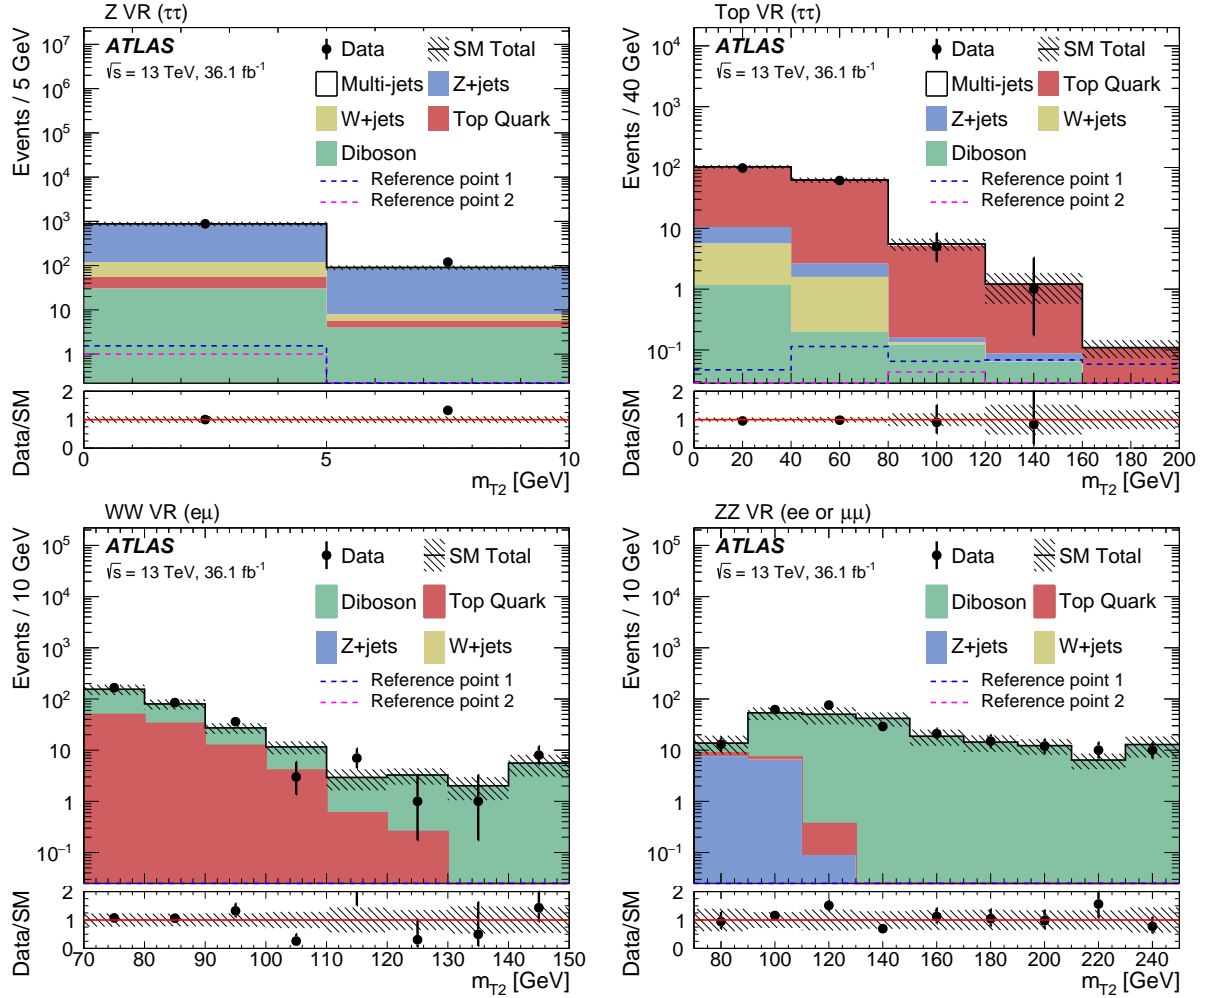 Z VR (ττ)
Events / 5 GeV
10⁷
10⁶
10⁵
10⁴
10³
10²
10
1
ATLAS
√s = 13 TeV, 36.1 fb⁻¹
Data
SM Total
Multi-jets
Z+jets
W+jets
Top Quark
Diboson
Reference point 1
Reference point 2
Data/SM
2
1
0
0 5 10
m_T2 [GeV]
Top VR (ττ)
Events / 40 GeV
10⁴
10³
10²
10
1
10⁻¹
ATLAS
√s = 13 TeV, 36.1 fb⁻¹
Data
SM Total
Multi-jets
Top Quark
Z+jets
W+jets
Diboson
Reference point 1
Reference point 2
Data/SM
2
1
0
0 20 40 60 80 100 120 140 160 180 200
m_T2 [GeV]
WW VR (eμ)
Events / 10 GeV
10⁵
10⁴
10³
10²
10
1
10⁻¹
ATLAS
√s = 13 TeV, 36.1 fb⁻¹
Data
SM Total
Diboson
Top Quark
Z+jets
W+jets
Reference point 1
Reference point 2
Data/SM
2
1
0
70 80 90 100 110 120 130 140 150
m_T2 [GeV]
ZZ VR (ee or μμ)
Events / 10 GeV
10⁵
10⁴
10³
10²
10
1
10⁻¹
ATLAS
√s = 13 TeV, 36.1 fb⁻¹
Data
SM Total
Diboson
Top Quark
Z+jets
W+jets
Reference point 1
Reference point 2
Data/SM
2
1
0
80 100 120 140 160 180 200 220 240
m_T2 [GeV]